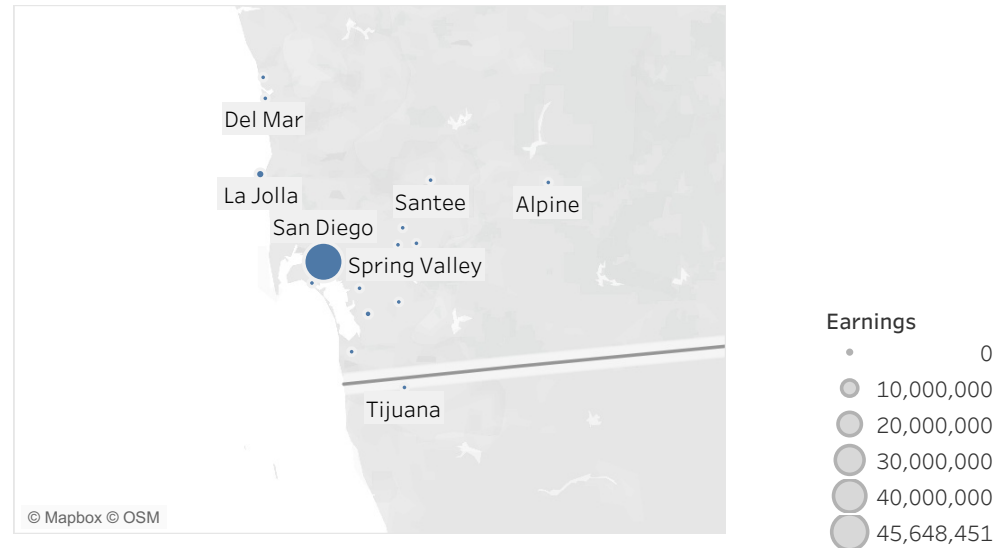 Del Mar
La Jolla
Santee
Alpine
San Diego
Spring Valley
Tijuana
© Mapbox © OSM
Earnings
0
10,000,000
20,000,000
30,000,000
40,000,000
45,648,451